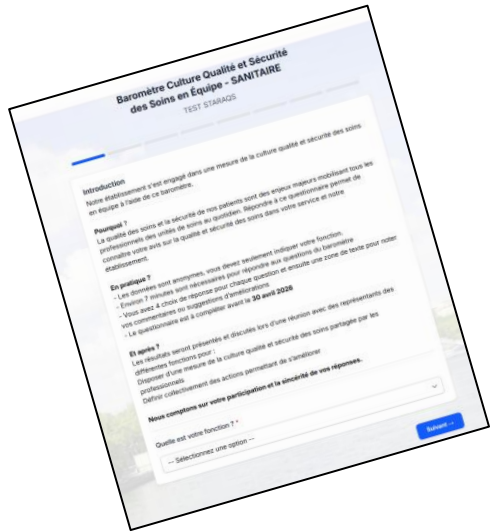 Baromètre Culture Qualité et Sécurité
des Soins en Équipe - SANITAIRE
TEST STARAQS
Introduction
Notre établissement s'est engagé dans une mesure de la culture qualité et sécurité des soins
en équipe à l'aide de ce baromètre.
Pourquoi ?
La qualité des soins et la sécurité de nos patients sont des enjeux majeurs mobilisant tous les
professionnels des unités de soins au quotidien. Répondre à ce questionnaire permet de
connaître votre avis sur la qualité et sécurité des soins dans votre service et notre
établissement.
En pratique ?
- Les données sont anonymes, vous devez seulement indiquer votre fonction.
- Environ 7 minutes sont nécessaires pour répondre aux questions du baromètre
- Vous avez 4 choix de réponse pour chaque question et ensuite une zone de texte pour noter
vos commentaires ou suggestions d'améliorations
- Le questionnaire est à compléter avant le 30 avril 2026
Et après ?
Les résultats seront présentés et discutés lors d'une réunion avec des représentants des
différentes fonctions pour :
Disposer d'une mesure de la culture qualité et sécurité des soins partagée par les
professionnels
Définir collectivement des actions permettant de s'améliorer
Nous comptons sur votre participation et la sincérité de vos réponses.
Quelle est votre fonction ? *
-- Sélectionnez une option --
Suivant →